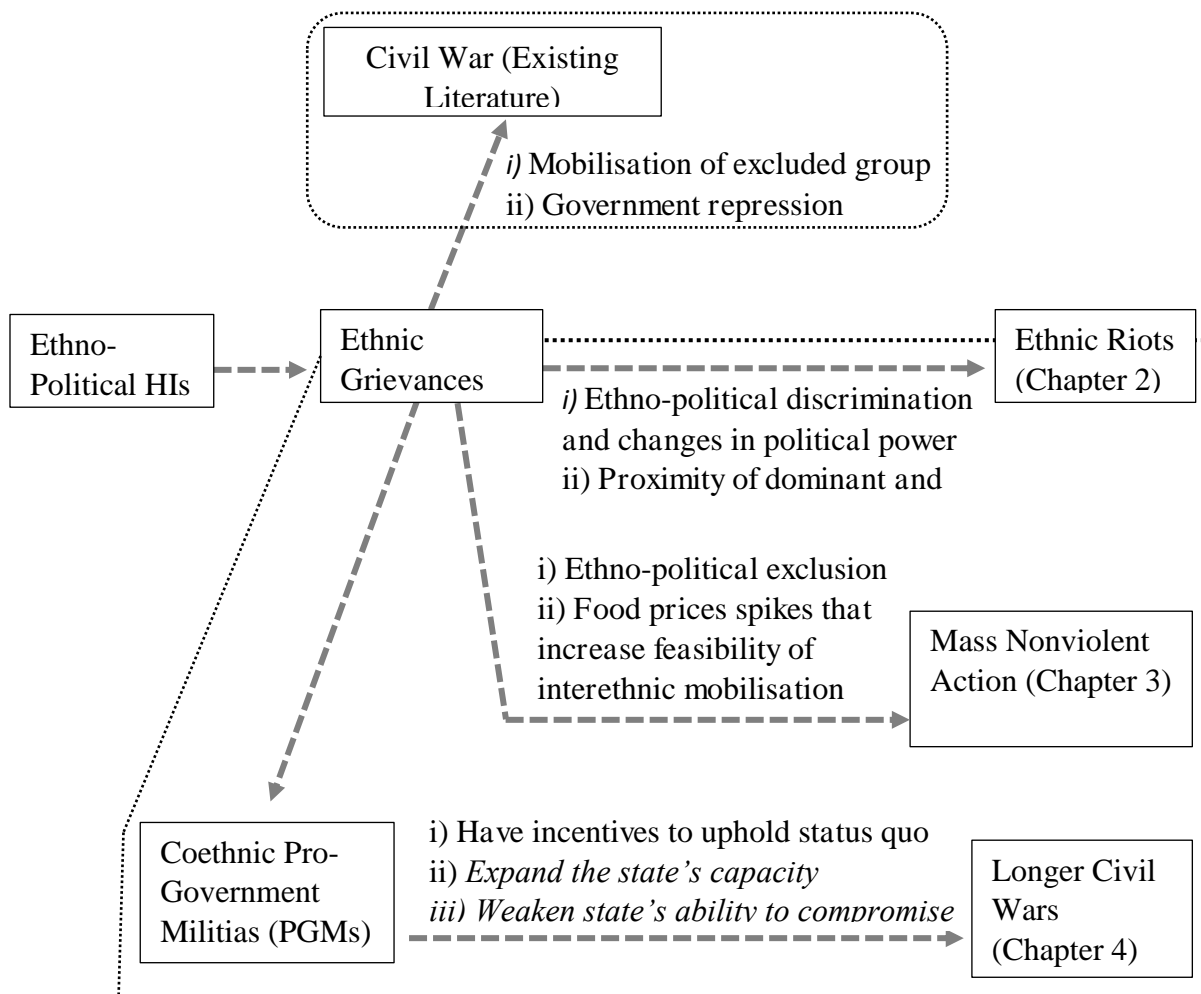 Civil War (Existing
Literature)
i) Mobilisation of excluded group
ii) Government repression
Ethno-
Political HIs
Ethnic
Grievances
Ethnic Riots
(Chapter 2)
i) Ethno-political discrimination
and changes in political power
ii) Proximity of dominant and
i) Ethno-political exclusion
ii) Food prices spikes that
increase feasibility of
interethnic mobilisation
Mass Nonviolent
Action (Chapter 3)
Coethnic Pro-
Government
Militias (PGMs)
i) Have incentives to uphold status quo
ii) Expand the state’s capacity
iii) Weaken state’s ability to compromise
Longer Civil
Wars
(Chapter 4)